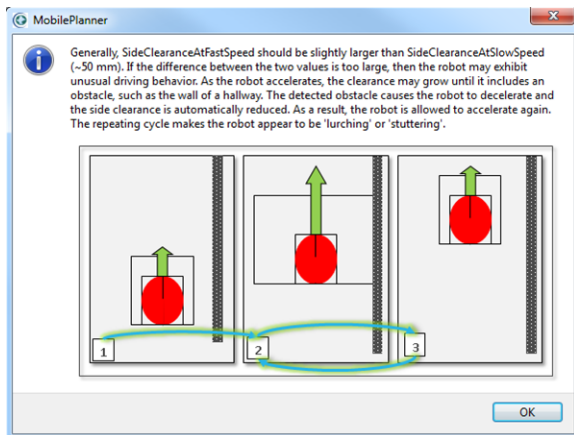 MobilePlanner
Generally, SideClearanceAtFastSpeed should be slightly larger than SideClearanceAtSlowSpeed
(~50 mm). If the difference between the two values is too large, then the robot may exhibit
unusual driving behavior. As the robot accelerates, the clearance may grow until it includes an
obstacle, such as the wall of a hallway. The detected obstacle causes the robot to decelerate and
the side clearance is automatically reduced. As a result, the robot is allowed to accelerate again.
The repeating cycle makes the robot appear to be 'lurching' or 'stuttering'.
1
2
3
OK